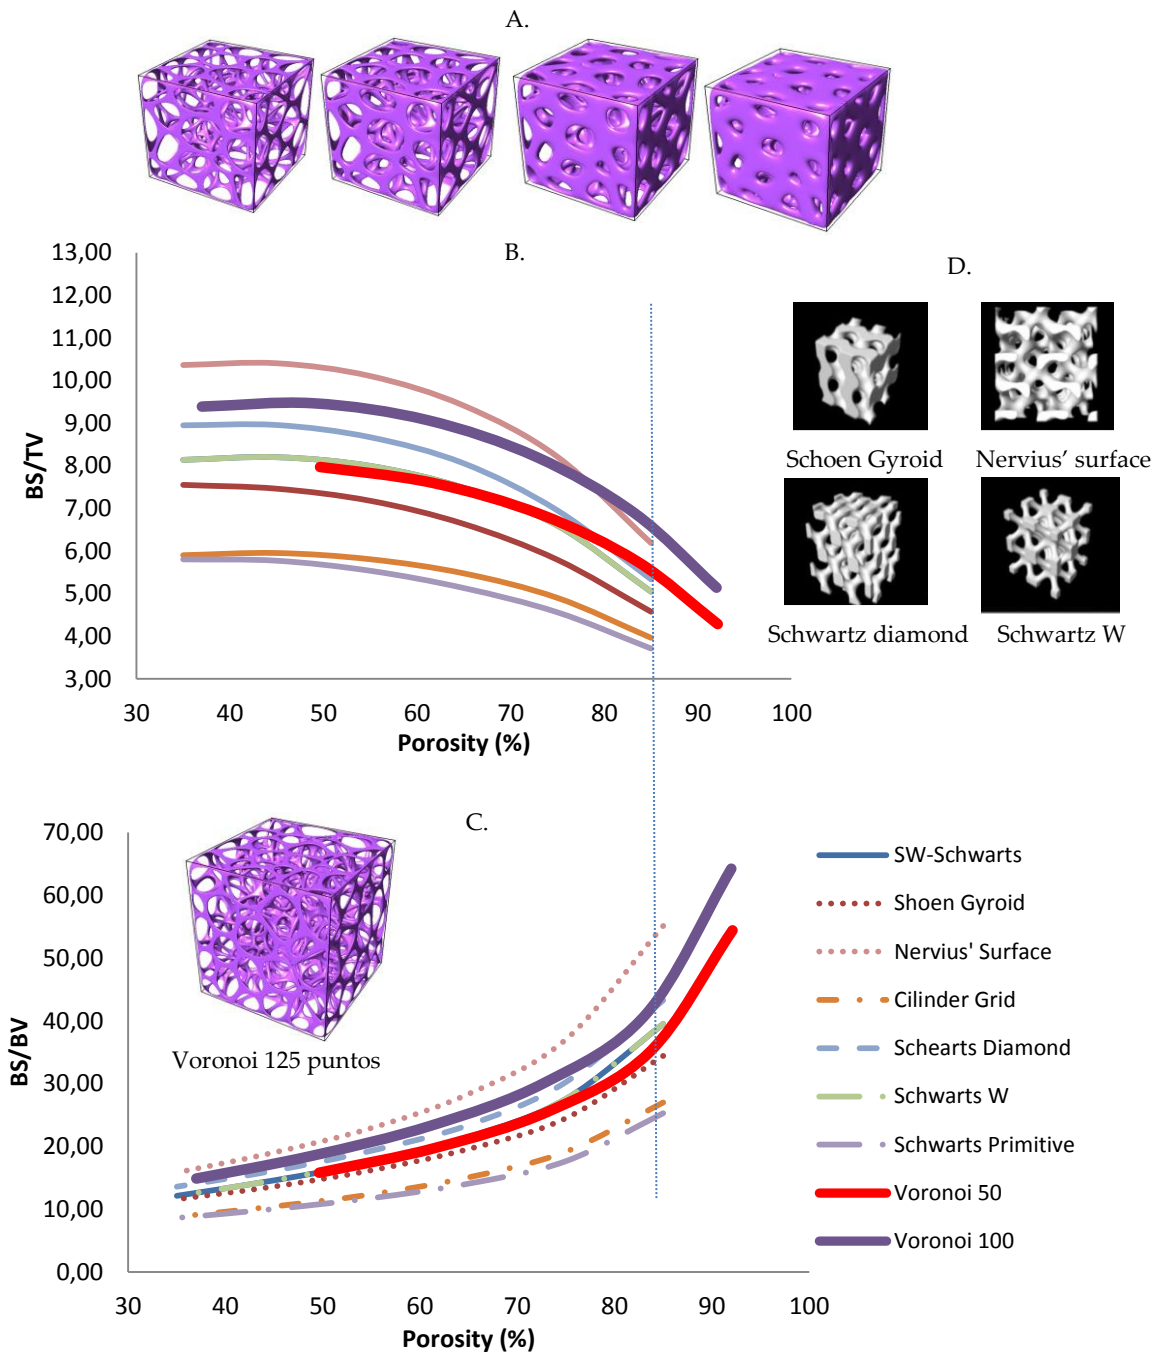 A.
B.
13,00
12,00
11,00
10,00
9,00
8,00
7,00
6,00
5,00
4,00
3,00
BS/TV
30 40 50 60 70 80 90 100
Porosity (%)
D.
Schoen Gyroid
Nervius' surface
Schwartz diamond
Schwartz W
C.
70,00
60,00
50,00
40,00
30,00
20,00
10,00
0,00
BS/BV
Voronoi 125 puntos
30 40 50 60 70 80 90 100
Porosity (%)
SW-Schwarts
Shoen Gyroid
Nervius' Surface
Cilinder Grid
Schearts Diamond
Schwarts W
Schwarts Primitive
Voronoi 50
Voronoi 100